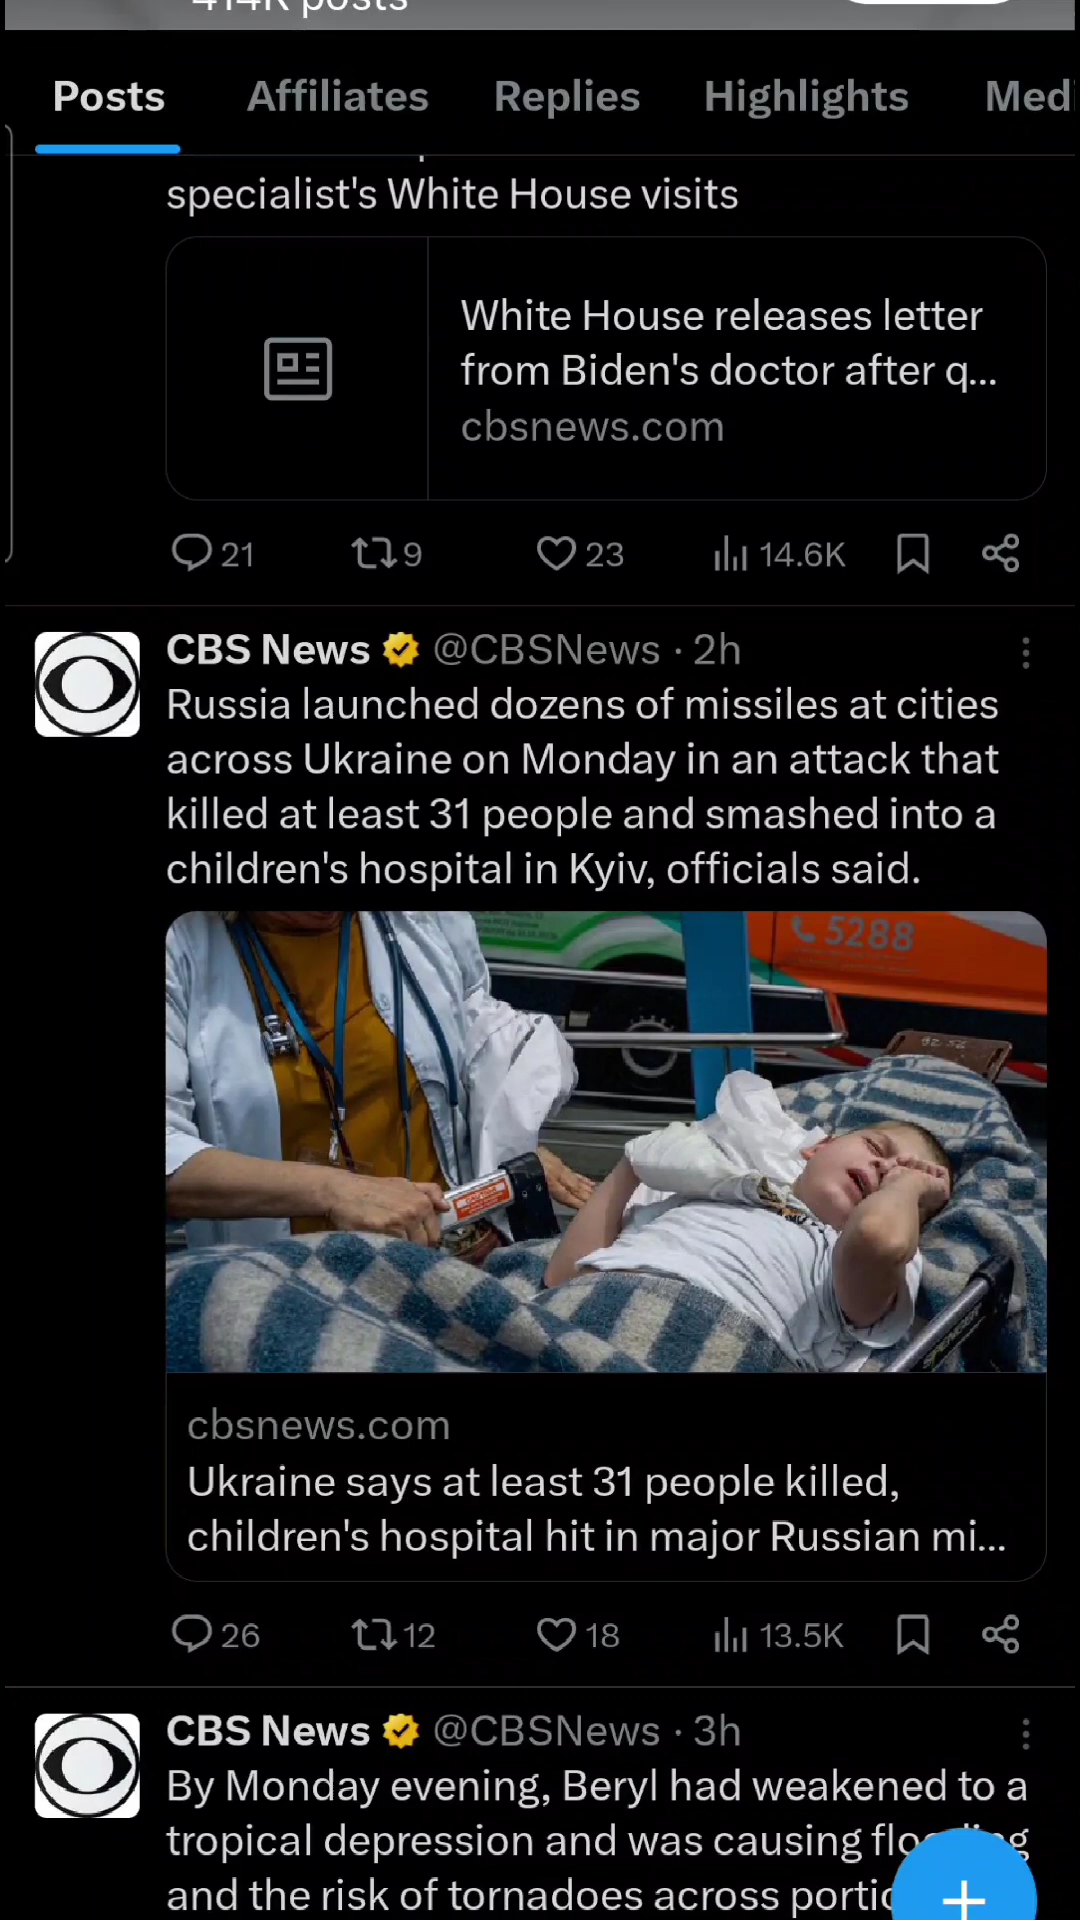 414K posts
Posts Affiliates Replies Highlights Medi
specialist's White House visits
White House releases letter
from Biden's doctor after q...
cbsnews.com
21 9 23 14.6K
CBS News @CBSNews · 2h
Russia launched dozens of missiles at cities
across Ukraine on Monday in an attack that
killed at least 31 people and smashed into a
children's hospital in Kyiv, officials said.
5288
cbsnews.com
Ukraine says at least 31 people killed,
children's hospital hit in major Russian mi...
26 12 18 13.5K
CBS News @CBSNews · 3h
By Monday evening, Beryl had weakened to a
tropical depression and was causing flooding
and the risk of tornadoes across portio